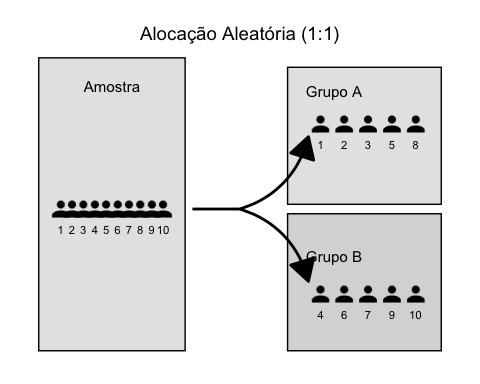 Alocação Aleatória (1:1)
Amostra
1 2 3 4 5 6 7 8 9 10
Grupo A
1 2 3 5 8
Grupo B
4 6 7 9 10